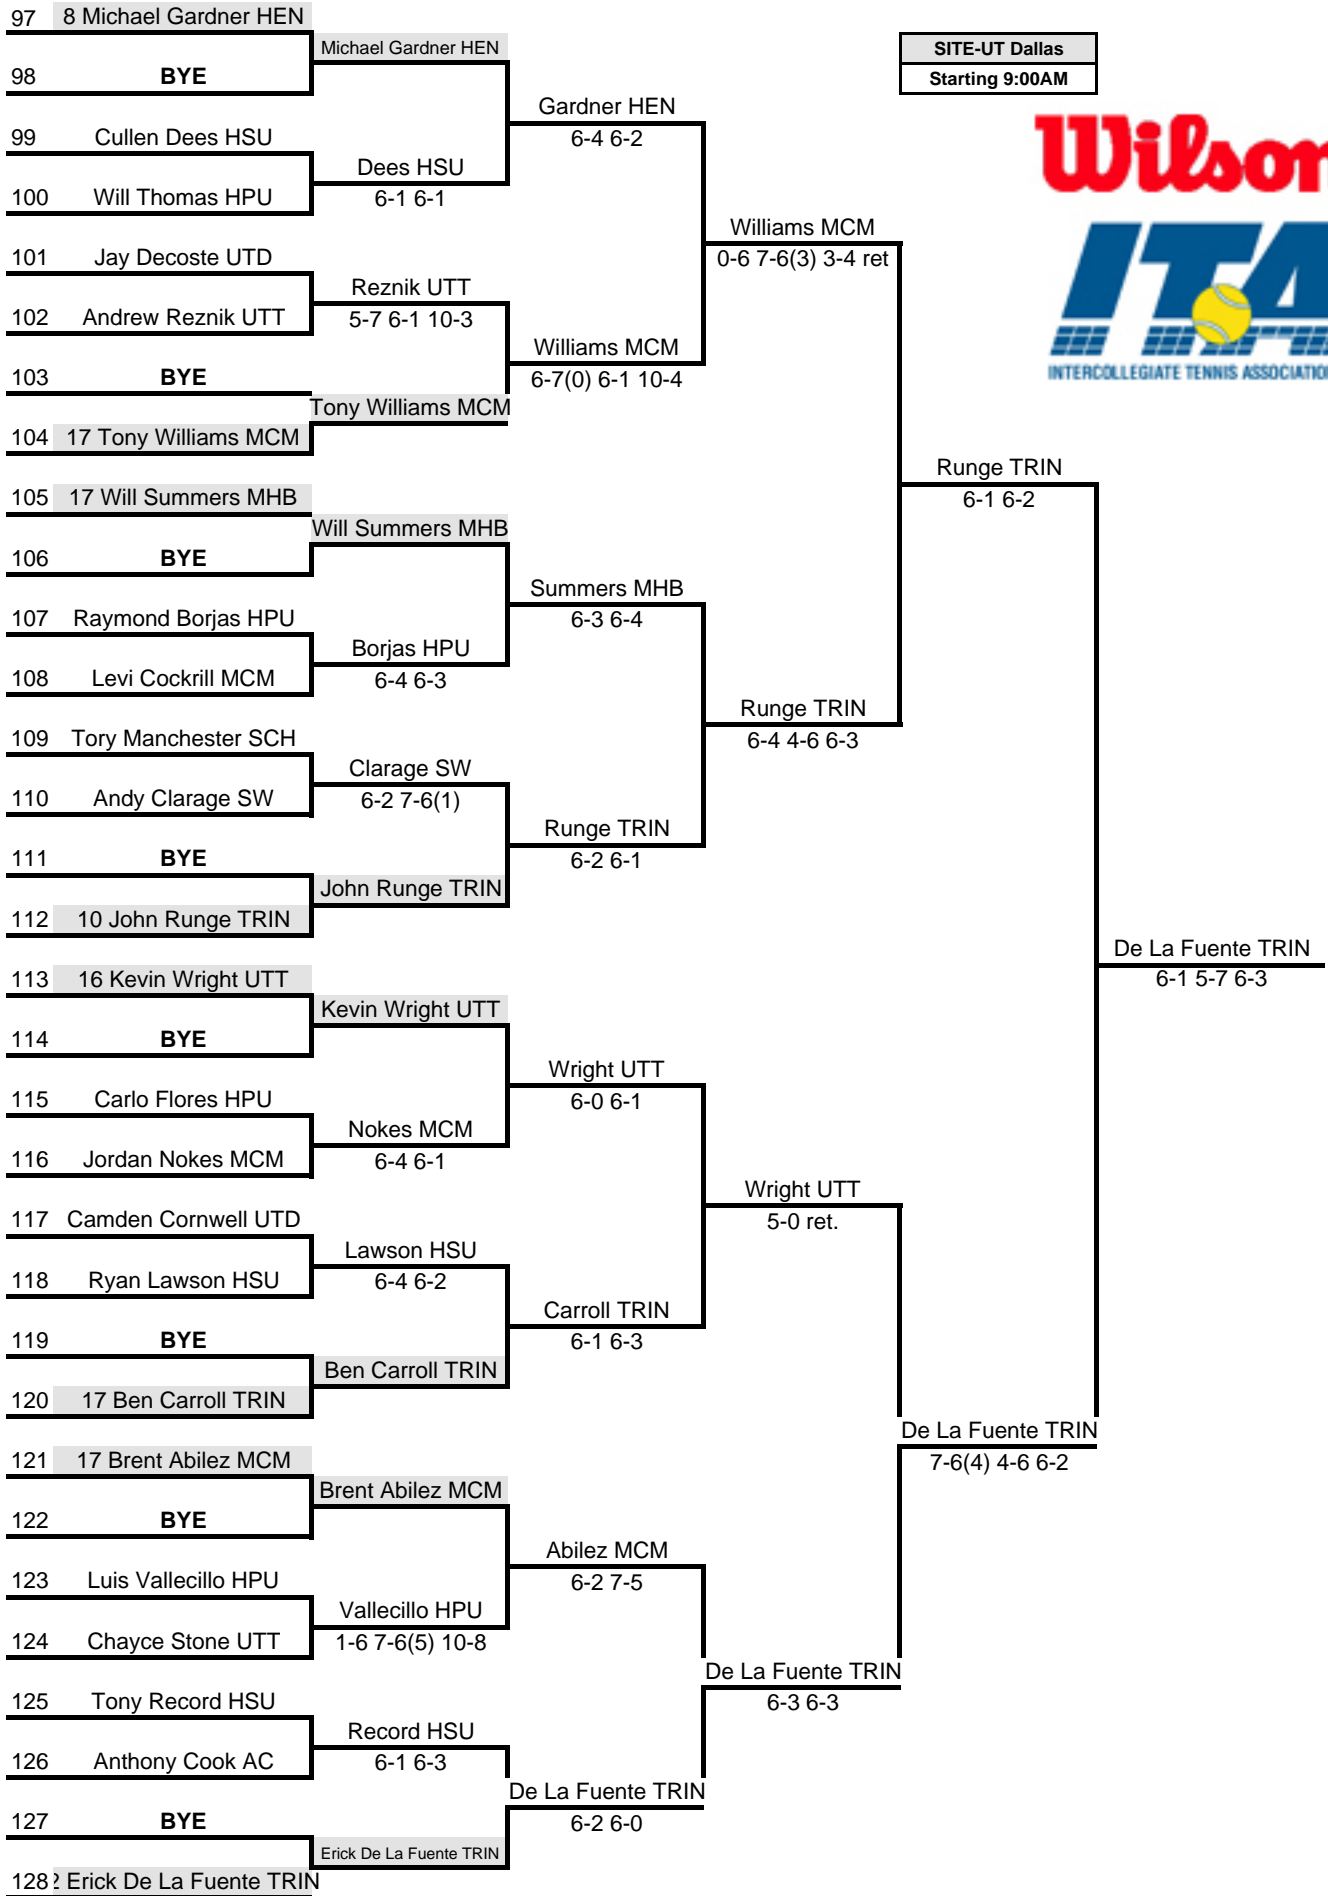 97 8 Michael Gardner HEN
Michael Gardner HEN
SITE-UT Dallas
98 BYE
Starting 9:00AM
Gardner HEN
6-4 6-2
99 Cullen Dees HSU
Dees HSU
6-1 6-1
100 Will Thomas HPU
Wilson
Williams MCM
0-6 7-6(3) 3-4 ret
101 Jay Decoste UTD
Reznik UTT
5-7 6-1 10-3
102 Andrew Reznik UTT
ITA
Williams MCM
6-7(0) 6-1 10-4
INTERCOLLEGIATE TENNIS ASSOCIATION
103 BYE
Tony Williams MCM
104 17 Tony Williams MCM
Runge TRIN
6-1 6-2
105 17 Will Summers MHB
Will Summers MHB
106 BYE
Summers MHB
6-3 6-4
107 Raymond Borjas HPU
Borjas HPU
6-4 6-3
108 Levi Cockrill MCM
Runge TRIN
6-4 4-6 6-3
109 Tory Manchester SCH
Clarage SW
6-2 7-6(1)
110 Andy Clarage SW
Runge TRIN
6-2 6-1
111 BYE
John Runge TRIN
112 10 John Runge TRIN
De La Fuente TRIN
6-1 5-7 6-3
113 16 Kevin Wright UTT
Kevin Wright UTT
114 BYE
Wright UTT
6-0 6-1
115 Carlo Flores HPU
Nokes MCM
6-4 6-1
116 Jordan Nokes MCM
Wright UTT
5-0 ret.
117 Camden Cornwell UTD
Lawson HSU
6-4 6-2
118 Ryan Lawson HSU
Carroll TRIN
6-1 6-3
119 BYE
Ben Carroll TRIN
120 17 Ben Carroll TRIN
De La Fuente TRIN
7-6(4) 4-6 6-2
121 17 Brent Abilez MCM
Brent Abilez MCM
122 BYE
Abilez MCM
6-2 7-5
123 Luis Vallecillo HPU
Vallecillo HPU
1-6 7-6(5) 10-8
124 Chayce Stone UTT
De La Fuente TRIN
6-3 6-3
125 Tony Record HSU
Record HSU
6-1 6-3
126 Anthony Cook AC
De La Fuente TRIN
6-2 6-0
127 BYE
Erick De La Fuente TRIN
128 2 Erick De La Fuente TRIN